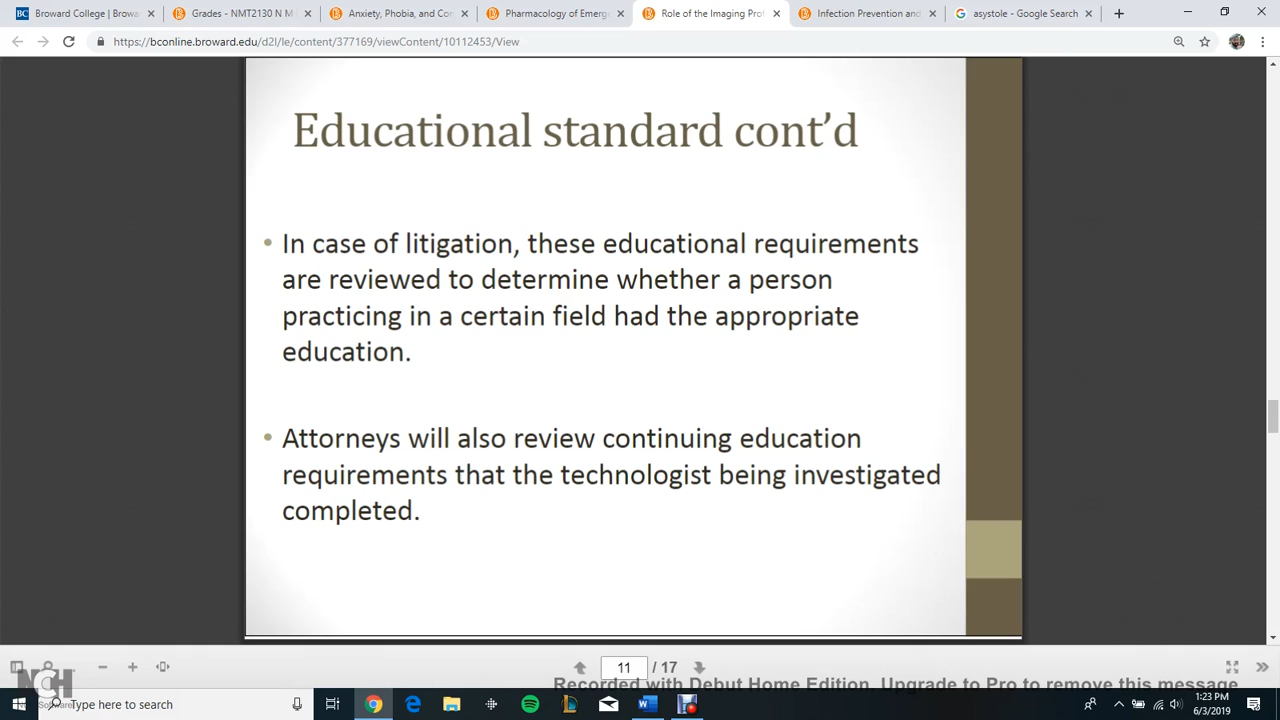 Broward College | Browa
Grades - NMT2130 N M
Anxiety, Phobia, and Con
Pharmacology of Emerg
Role of the Imaging Prof
Infection Prevention and
asystole - Google Search
https://bconline.broward.edu/d2l/le/content/377169/viewContent/10112453/View
Educational standard cont’d
• In case of litigation, these educational requirements
are reviewed to determine whether a person
practicing in a certain field had the appropriate
education.
• Attorneys will also review continuing education
requirements that the technologist being investigated
completed.
11 / 17
NCH
Software
Recorded with Debut Home Edition. Upgrade to Pro to remove this message
Type here to search
1:23 PM
6/3/2019